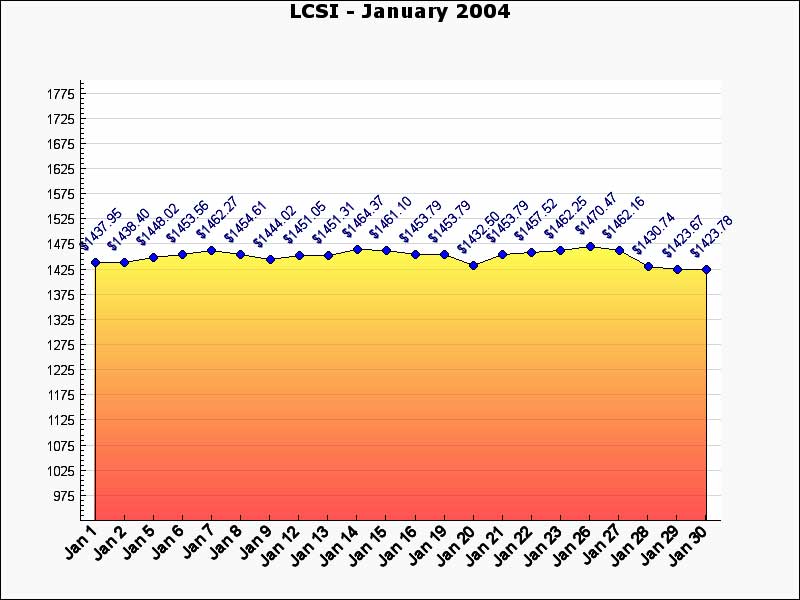 LCSI - January 2004
1775
1725
1675
1625
1575
1525
1475
1425
1375
1325
1275
1225
1175
1125
1075
1025
975
$1437.95
$1438.40
$1448.02
$1453.56
$1462.27
$1454.61
$1444.02
$1451.05
$1451.31
$1464.37
$1461.10
$1453.79
$1453.79
$1432.50
$1453.79
$1457.52
$1462.25
$1470.47
$1462.16
$1430.74
$1423.67
$1423.78
Jan 1
Jan 2
Jan 5
Jan 6
Jan 7
Jan 8
Jan 9
Jan 12
Jan 13
Jan 14
Jan 15
Jan 16
Jan 19
Jan 20
Jan 21
Jan 22
Jan 23
Jan 26
Jan 27
Jan 28
Jan 29
Jan 30